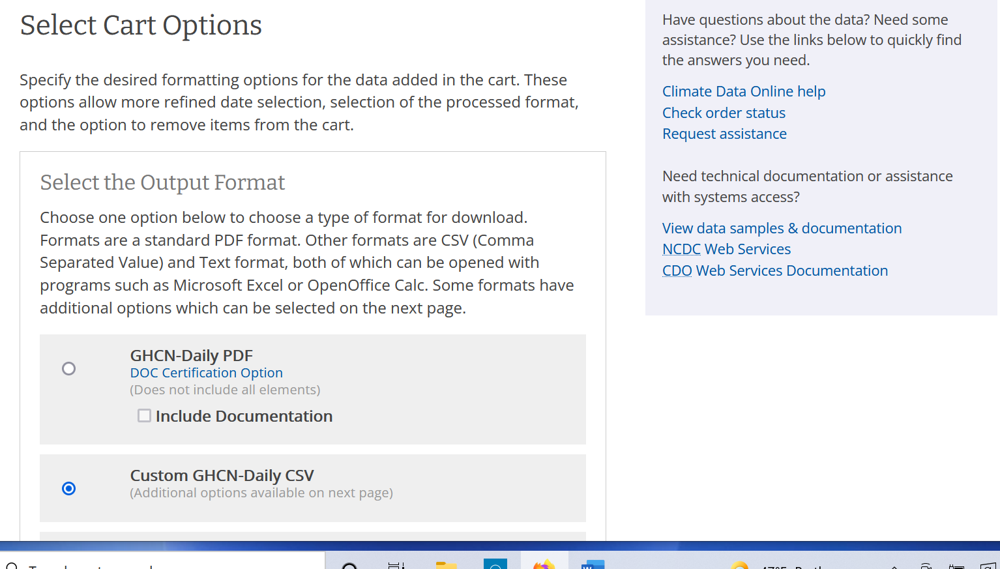 Select Cart Options
Specify the desired formatting options for the data added in the cart. These
options allow more refined date selection, selection of the processed format,
and the option to remove items from the cart.
Select the Output Format
Choose one option below to choose a type of format for download.
Formats are a standard PDF format. Other formats are CSV (Comma
Separated Value) and Text format, both of which can be opened with
programs such as Microsoft Excel or OpenOffice Calc. Some formats have
additional options which can be selected on the next page.
GHCN-Daily PDF
DOC Certification Option
(Does not include all elements)
Include Documentation
Custom GHCN-Daily CSV
(Additional options available on next page)
Have questions about the data? Need some
assistance? Use the links below to quickly find
the answers you need.
Climate Data Online help
Check order status
Request assistance
Need technical documentation or assistance
with systems access?
View data samples & documentation
NCDC Web Services
CDO Web Services Documentation